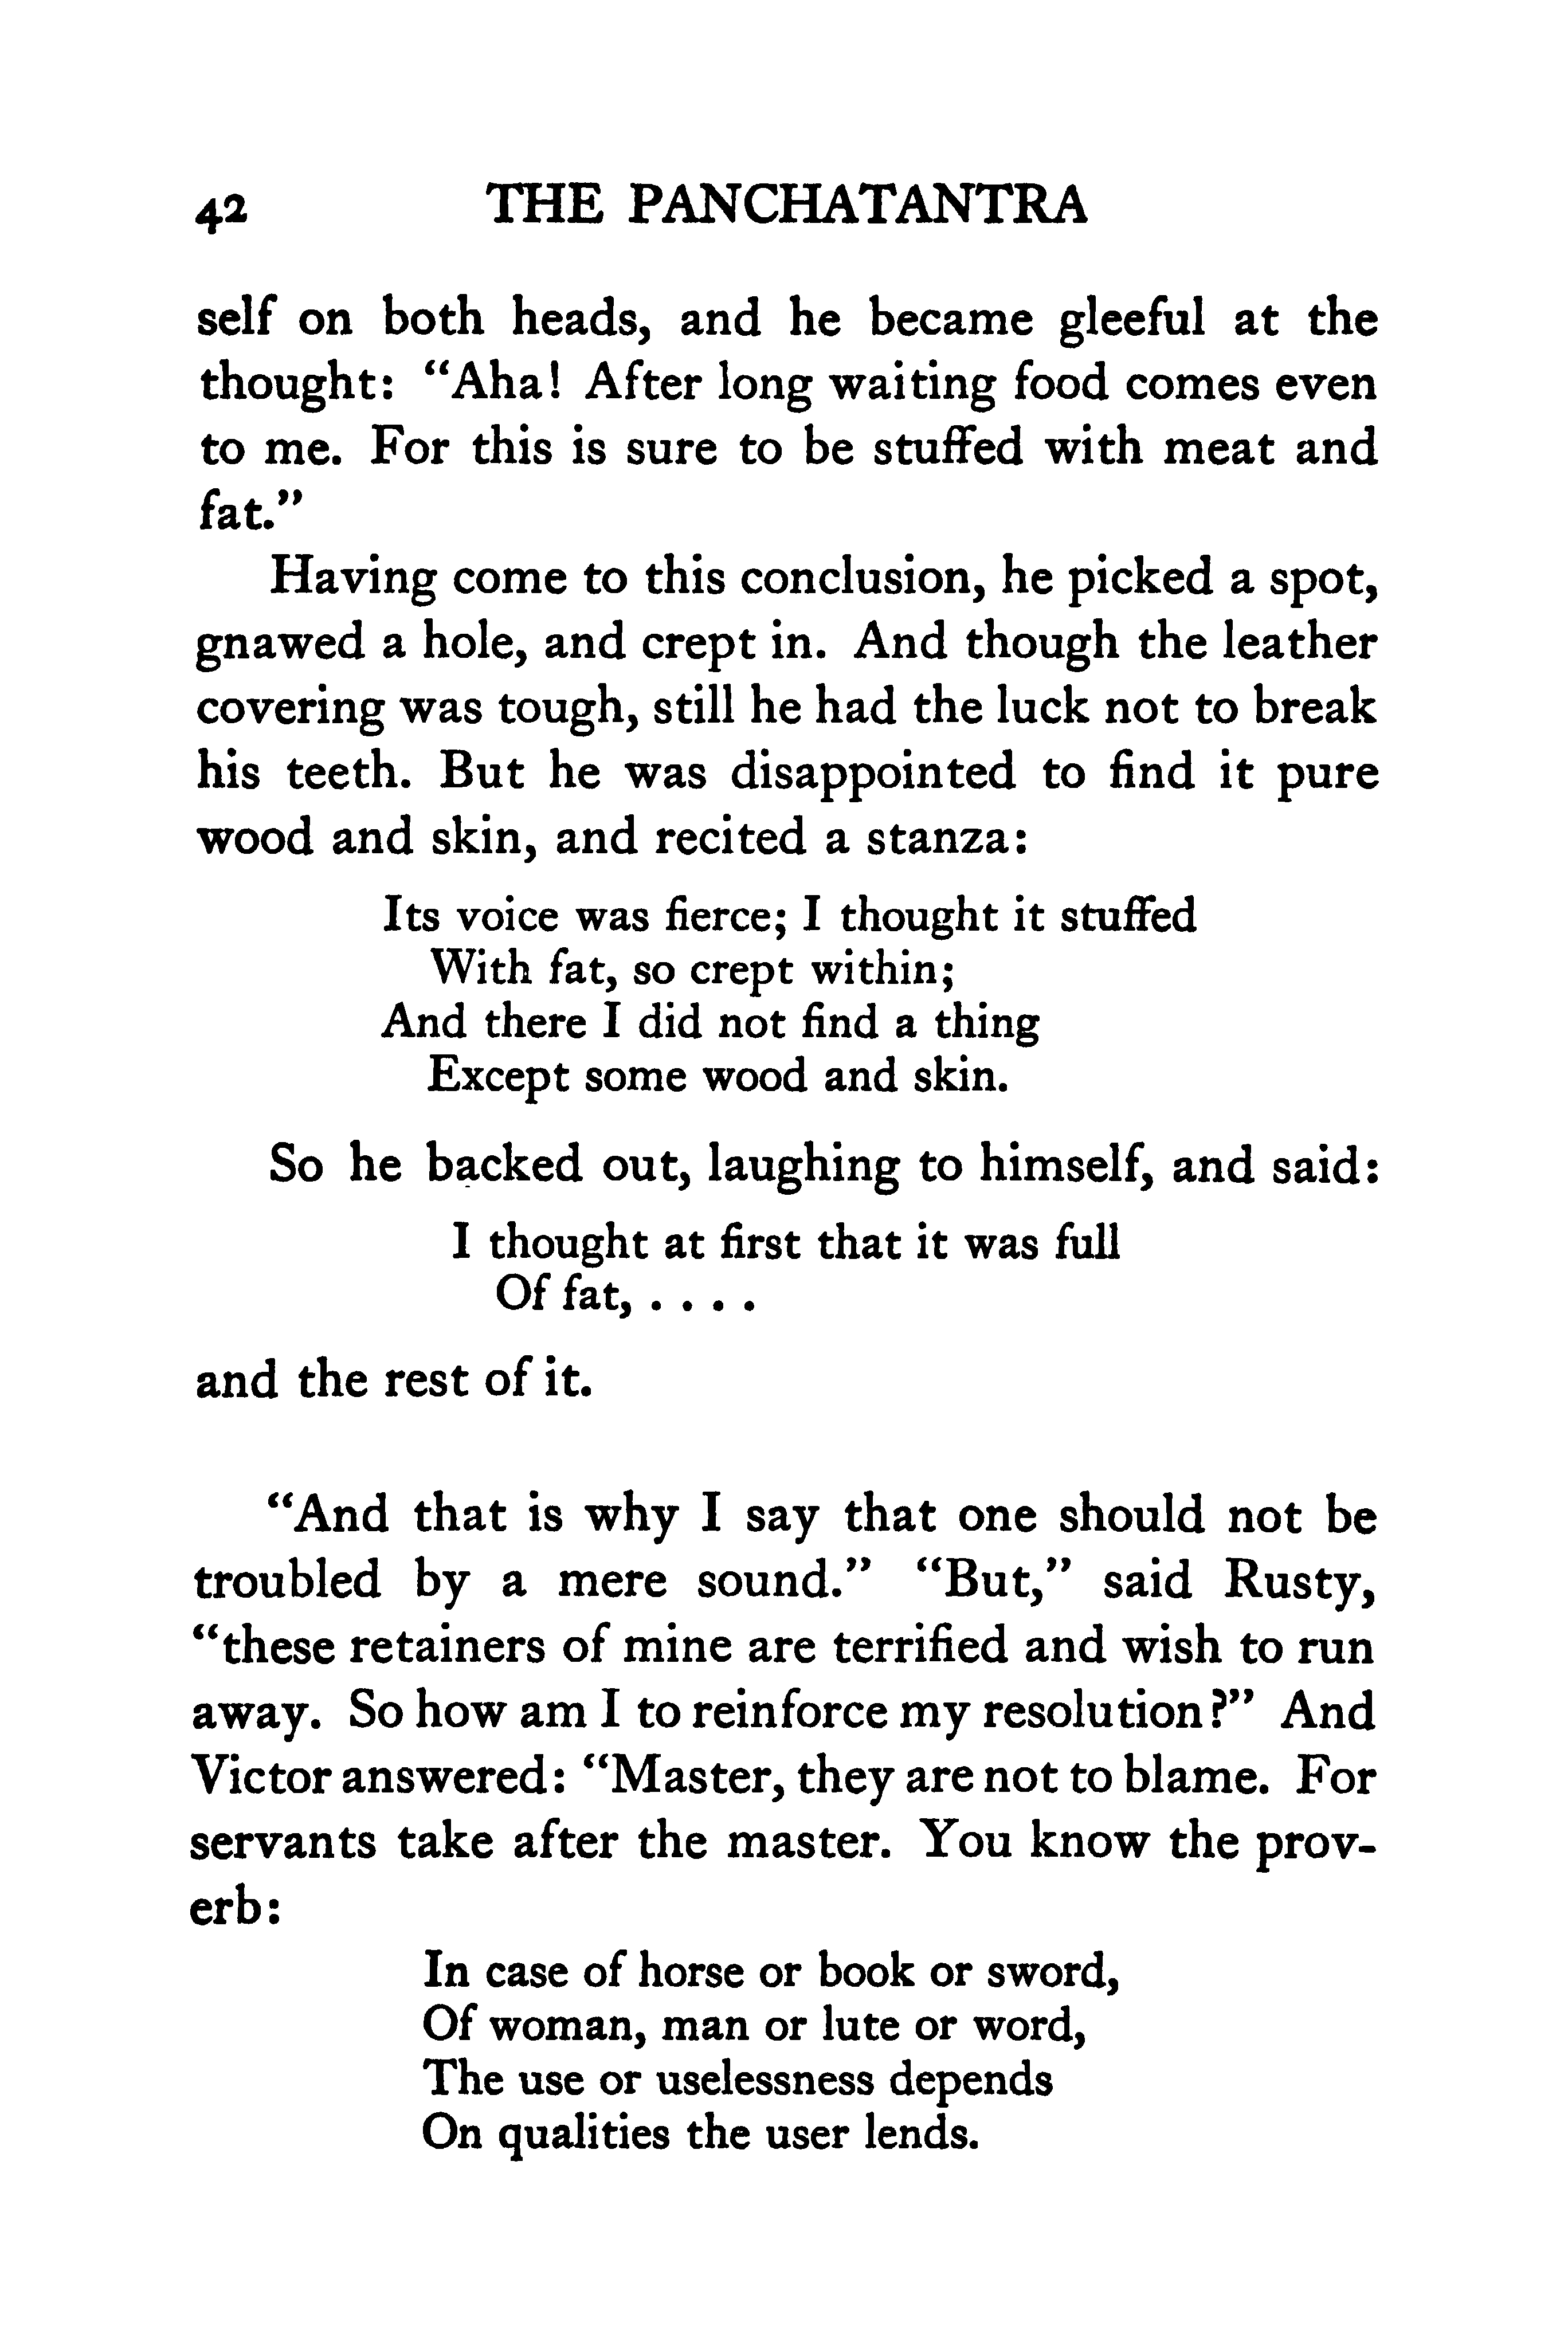 42 THE PANCHATANTRA
self on both heads, and he became gleeful at the
thought: “Aha! After long waiting food comes even
to me. For this is sure to be stuffed with meat and
fat.”
Having come to this conclusion, he picked a spot,
gnawed a hole, and crept in. And though the leather
covering was tough, still he had the luck not to break
his teeth. But he was disappointed to find it pure
wood and skin, and recited a stanza:
Its voice was fierce; I thought it stuffed
With fat, so crept within;
And there I did not find a thing
Except some wood and skin.
So he backed out, laughing to himself, and said:
I thought at first that it was full
Of fat, . . . .
and the rest of it.
“And that is why I say that one should not be
troubled by a mere sound.” “But,” said Rusty,
“these retainers of mine are terrified and wish to run
away. So how am I to reinforce my resolution?” And
Victor answered: “Master, they are not to blame. For
servants take after the master. You know the prov-
erb:
In case of horse or book or sword,
Of woman, man or lute or word,
The use or uselessness depends
On qualities the user lends.